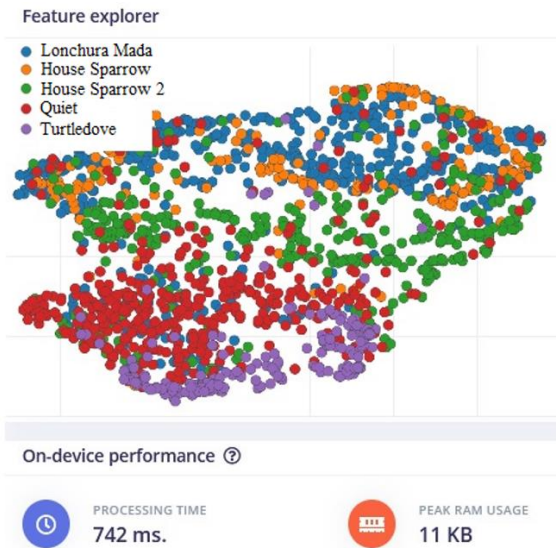 Feature explorer
Lonchura Mada
House Sparrow
House Sparrow 2
Quiet
Turtledove
On-device performance ?
PROCESSING TIME
742 ms.
PEAK RAM USAGE
11 KB